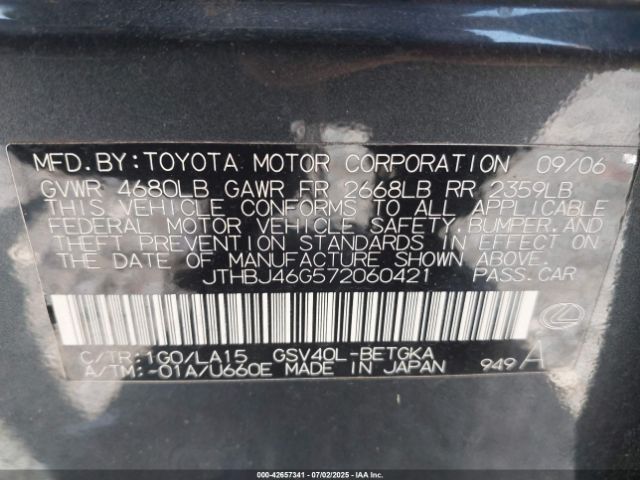 MFD.BY:TOYOTA MOTOR CORPORATION 09/06
GVWR 4680LB GAWR FR 2668LB RR 2359LB
THIS VEHICLE CONFORMS TO ALL APPLICABLE
FEDERAL MOTOR VEHICLE SAFETY,BUMPER,AND
THEFT PREVENTION STANDARDS IN EFFECT ON
THE DATE OF MANUFACTURE SHOWN ABOVE.
JTHBJ46G572060421 PASS.CAR
C/TR:1G0/LA15 GSV40L-BETGKA
A/TM:-01A/U660E MADE IN JAPAN 949 A
000-42657341 - 07/02/2025 - IAAI.COM